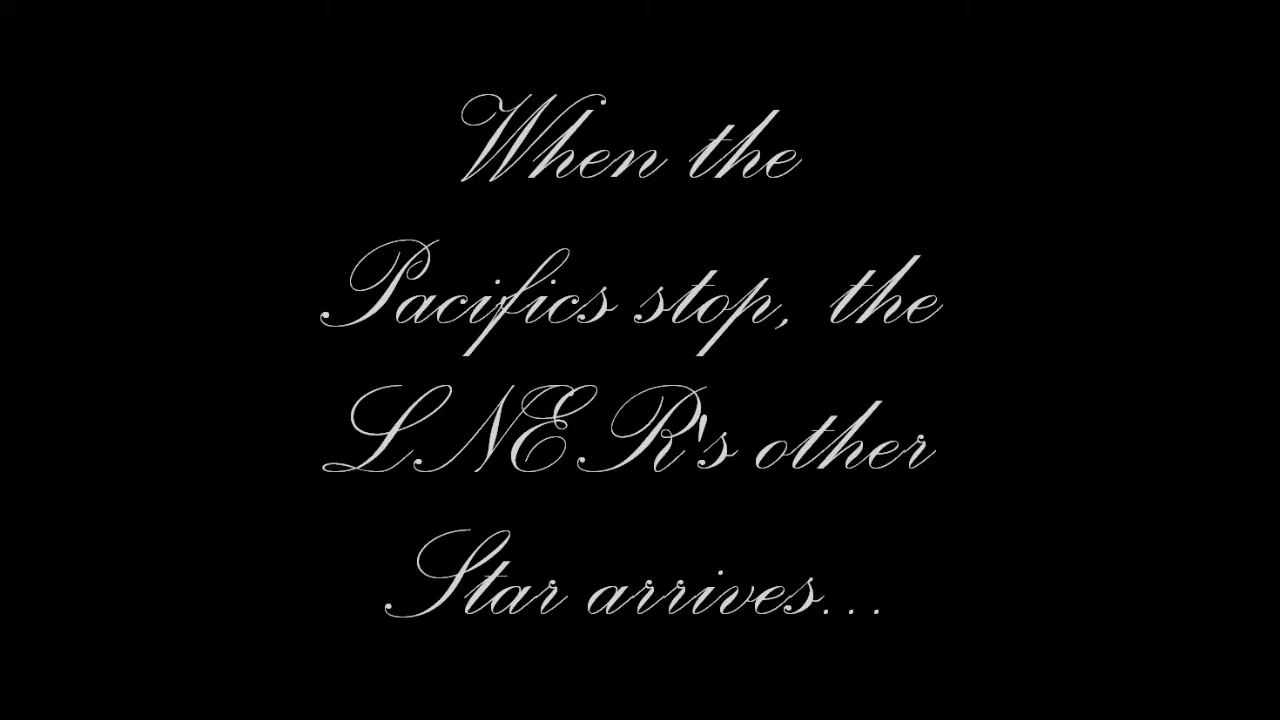 When the
Pacifics stop, the
LNER's other
Star arrives...